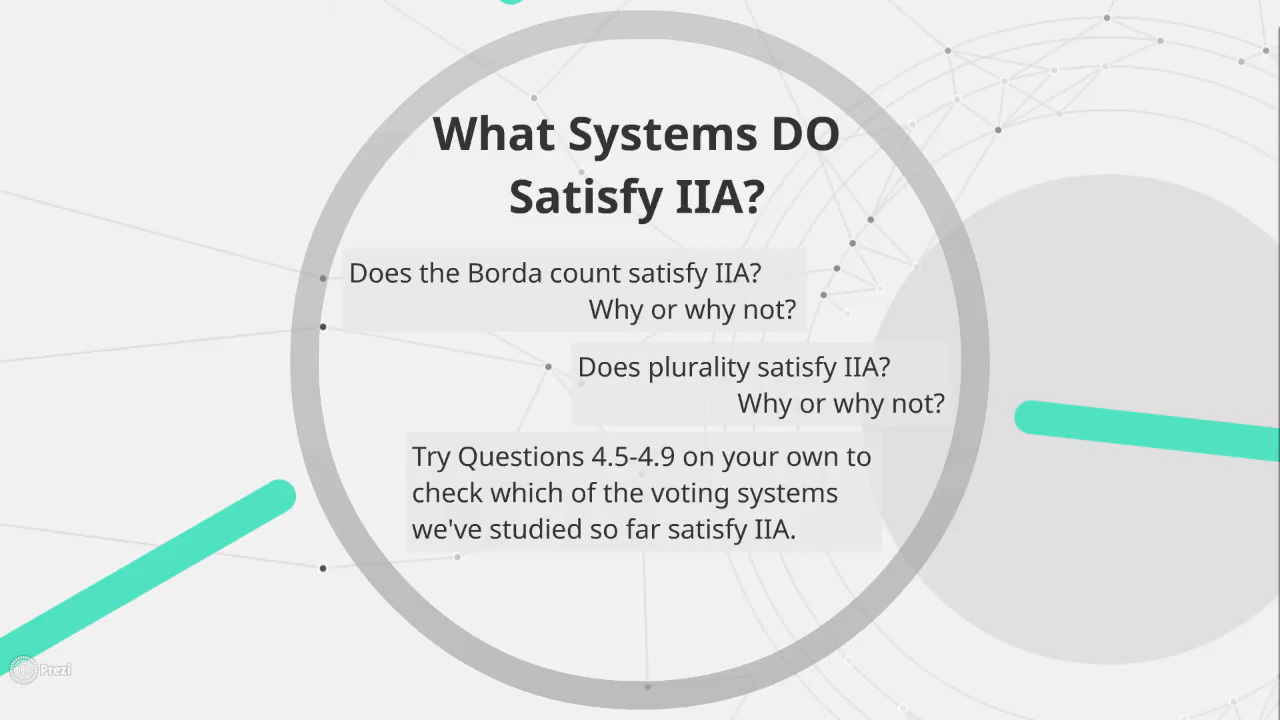 What Systems DO
Satisfy IIA?
Does the Borda count satisfy IIA?
Why or why not?
Does plurality satisfy IIA?
Why or why not?
Try Questions 4.5-4.9 on your own to
check which of the voting systems
we've studied so far satisfy IIA.
Prezi